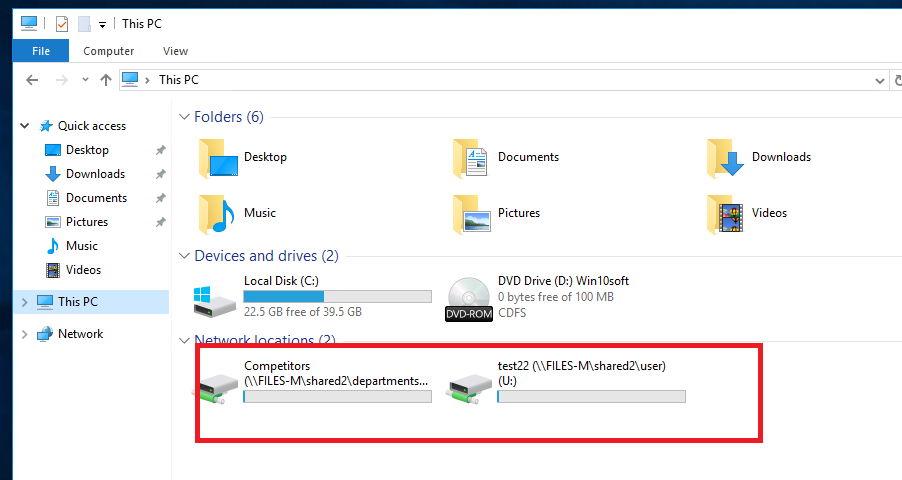 This PC
File Computer View
This PC
Quick access
Desktop
Downloads
Documents
Pictures
Music
Videos
This PC
Network
Folders (6)
Desktop Documents Downloads
Music Pictures Videos
Devices and drives (2)
Local Disk (C:)
22.5 GB free of 39.5 GB
DVD-ROM
DVD Drive (D:) Win10soft
0 bytes free of 100 MB
CDFS
Network locations (2)
Competitors
(\\FILES-M\shared2\departments...
test22 (\\FILES-M\shared2\user)
(U:)